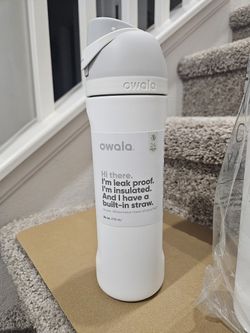 owala
owala.
Hi there.
I'm leak proof.
I'm insulated.
And I have a
built-in straw.